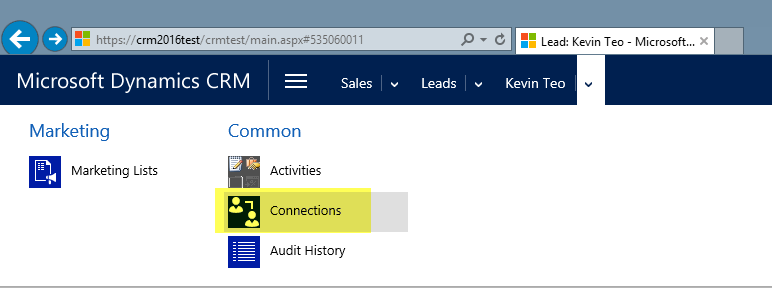 https://crm2016test/crmtest/main.aspx#535060011
Lead: Kevin Teo - Microsoft...
Microsoft Dynamics CRM
Sales
Leads
Kevin Teo
Marketing
Common
Marketing Lists
Activities
Connections
Audit History